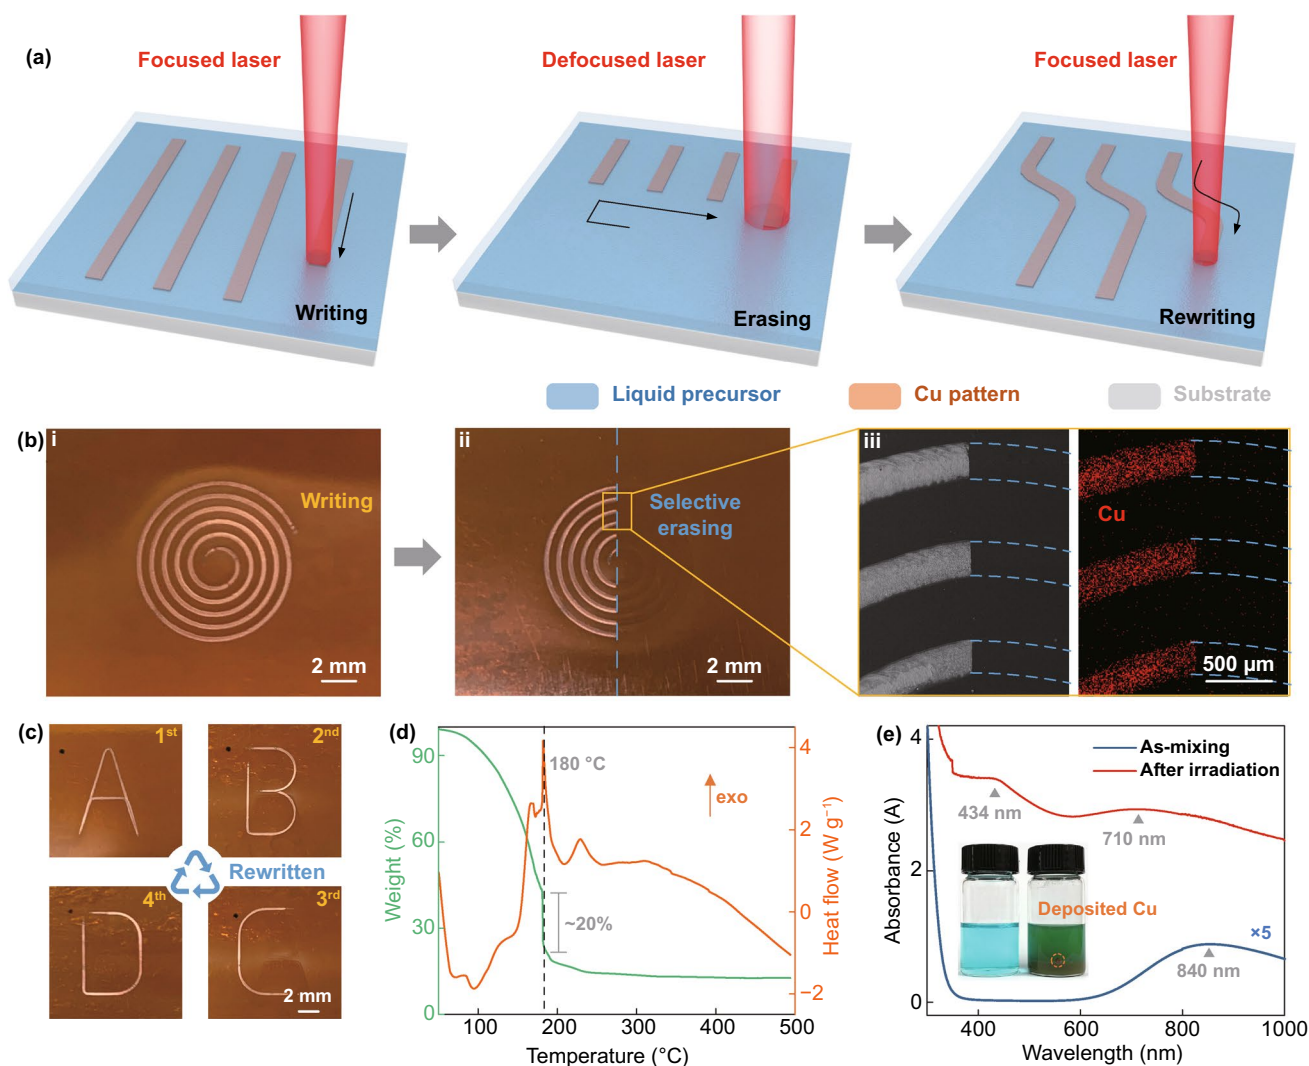 (a)
Focused laser
Defocused laser
Focused laser
Writing
Erasing
Rewriting
Liquid precursor
Cu pattern
Substrate
(b)
i
Writing
2 mm
ii
Selective
erasing
2 mm
iii
Cu
500 µm
(c)
1st
2nd
A
B
Rewritten
4th
3rd
D
C
2 mm
(d)
180 °C
exo
~20%
90
60
30
0
Weight (%)
4
2
0
−2
Heat flow (W g⁻¹)
100
200
300
400
500
Temperature (°C)
(e)
As-mixing
After irradiation
434 nm
710 nm
Deposited Cu
×5
840 nm
4
2
0
Absorbance (A)
400
600
800
1000
Wavelength (nm)